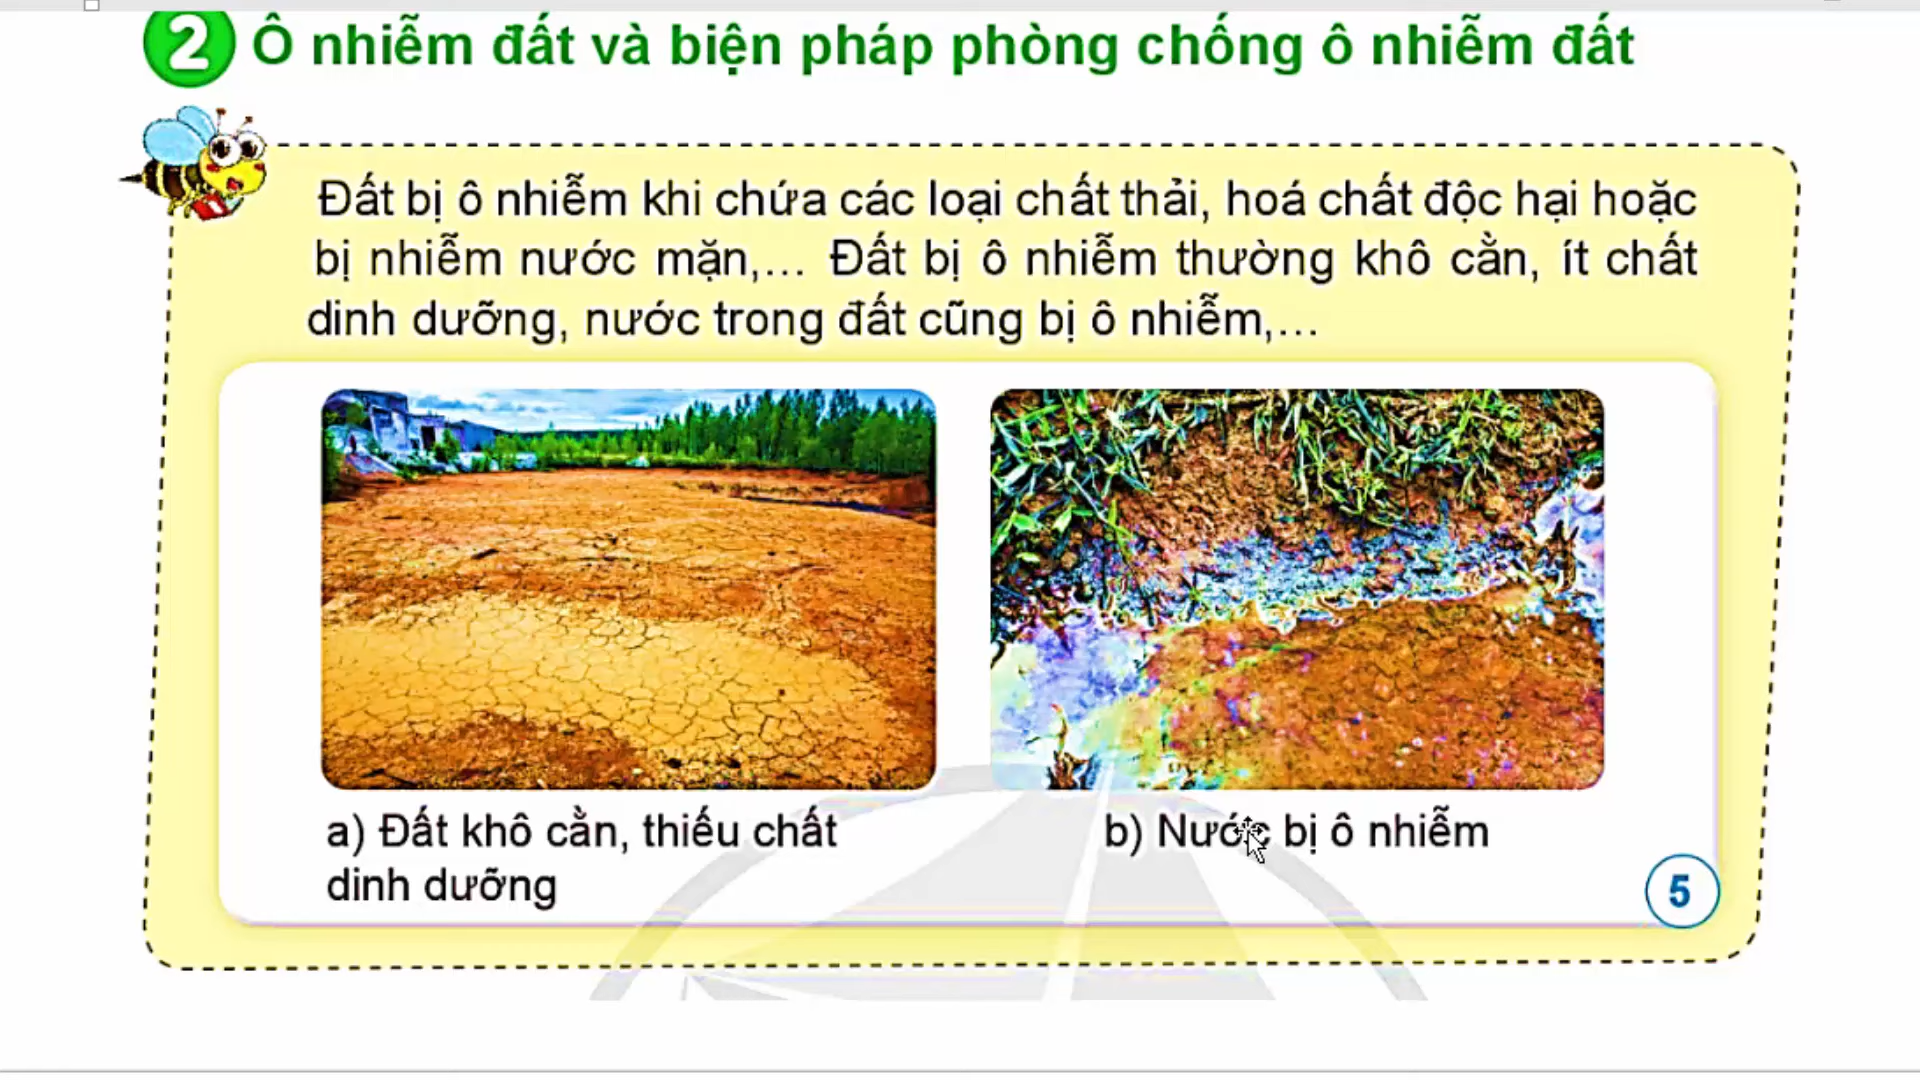 2 Ô nhiễm đất và biện pháp phòng chống ô nhiễm đất
Đất bị ô nhiễm khi chứa các loại chất thải, hoá chất độc hại hoặc
bị nhiễm nước mặn,... Đất bị ô nhiễm thường khô cằn, ít chất
dinh dưỡng, nước trong đất cũng bị ô nhiễm,...
a) Đất khô cằn, thiếu chất
dinh dưỡng
b) Nước bị ô nhiễm
5